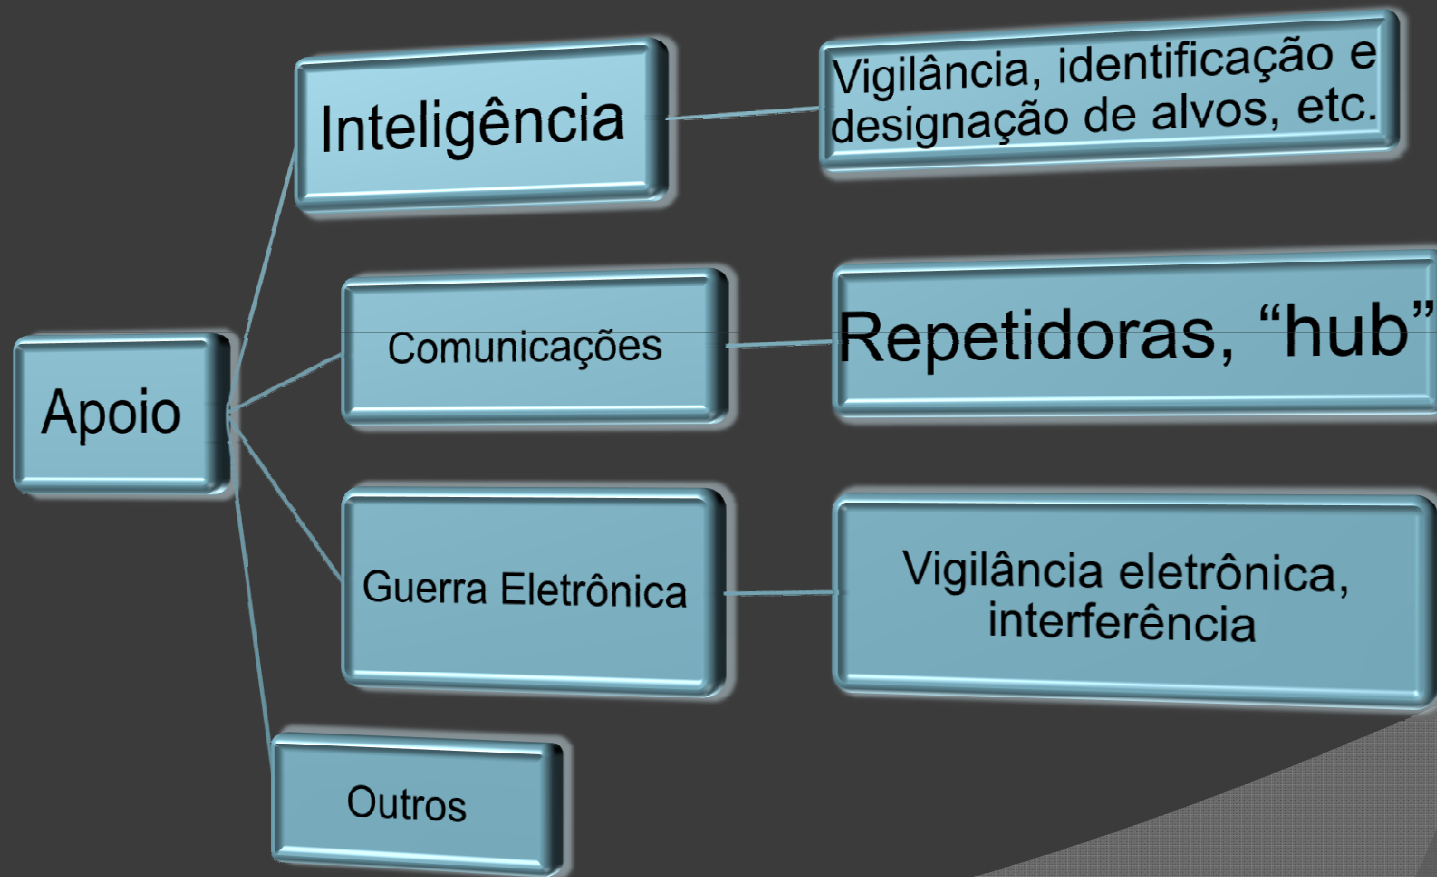 Inteligência
Vigilância, identificação e
designação de alvos, etc.
Comunicações
Repetidoras, “hub”
Apoio
Guerra Eletrônica
Vigilância eletrônica,
interferência
Outros